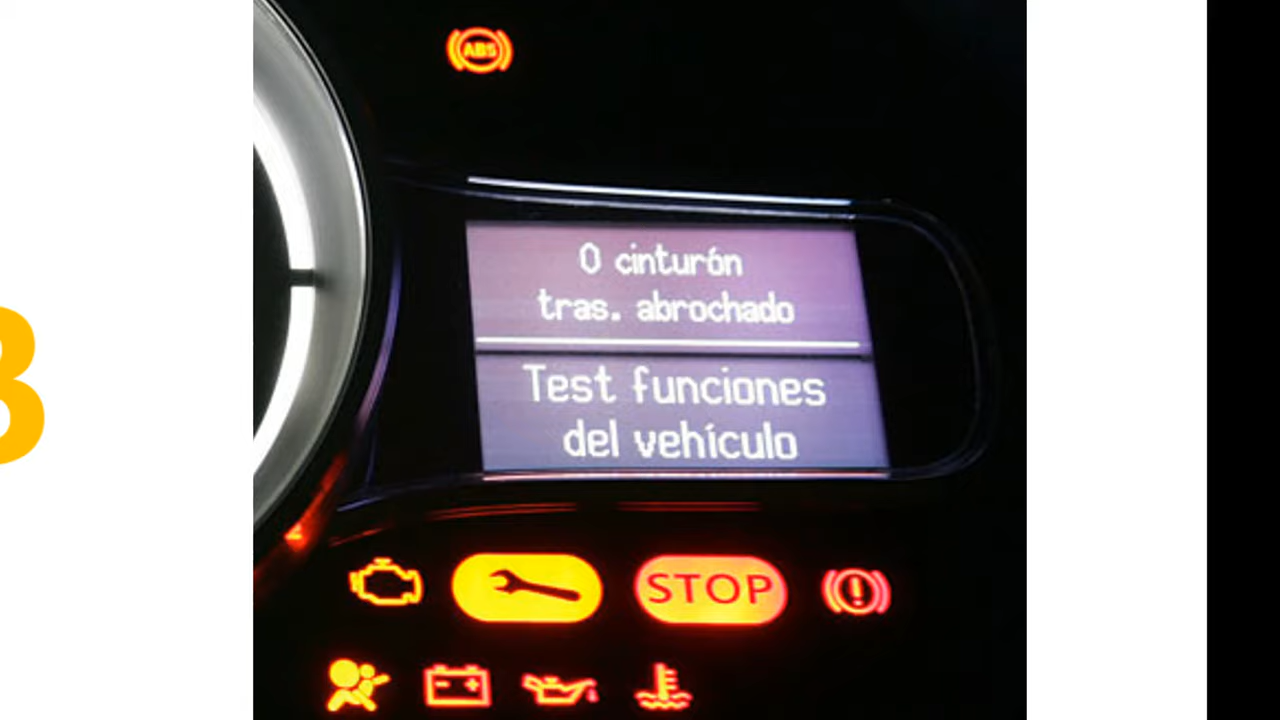 ABS
0 cinturón
tras. abrochado
Test funciones
del vehículo
STOP